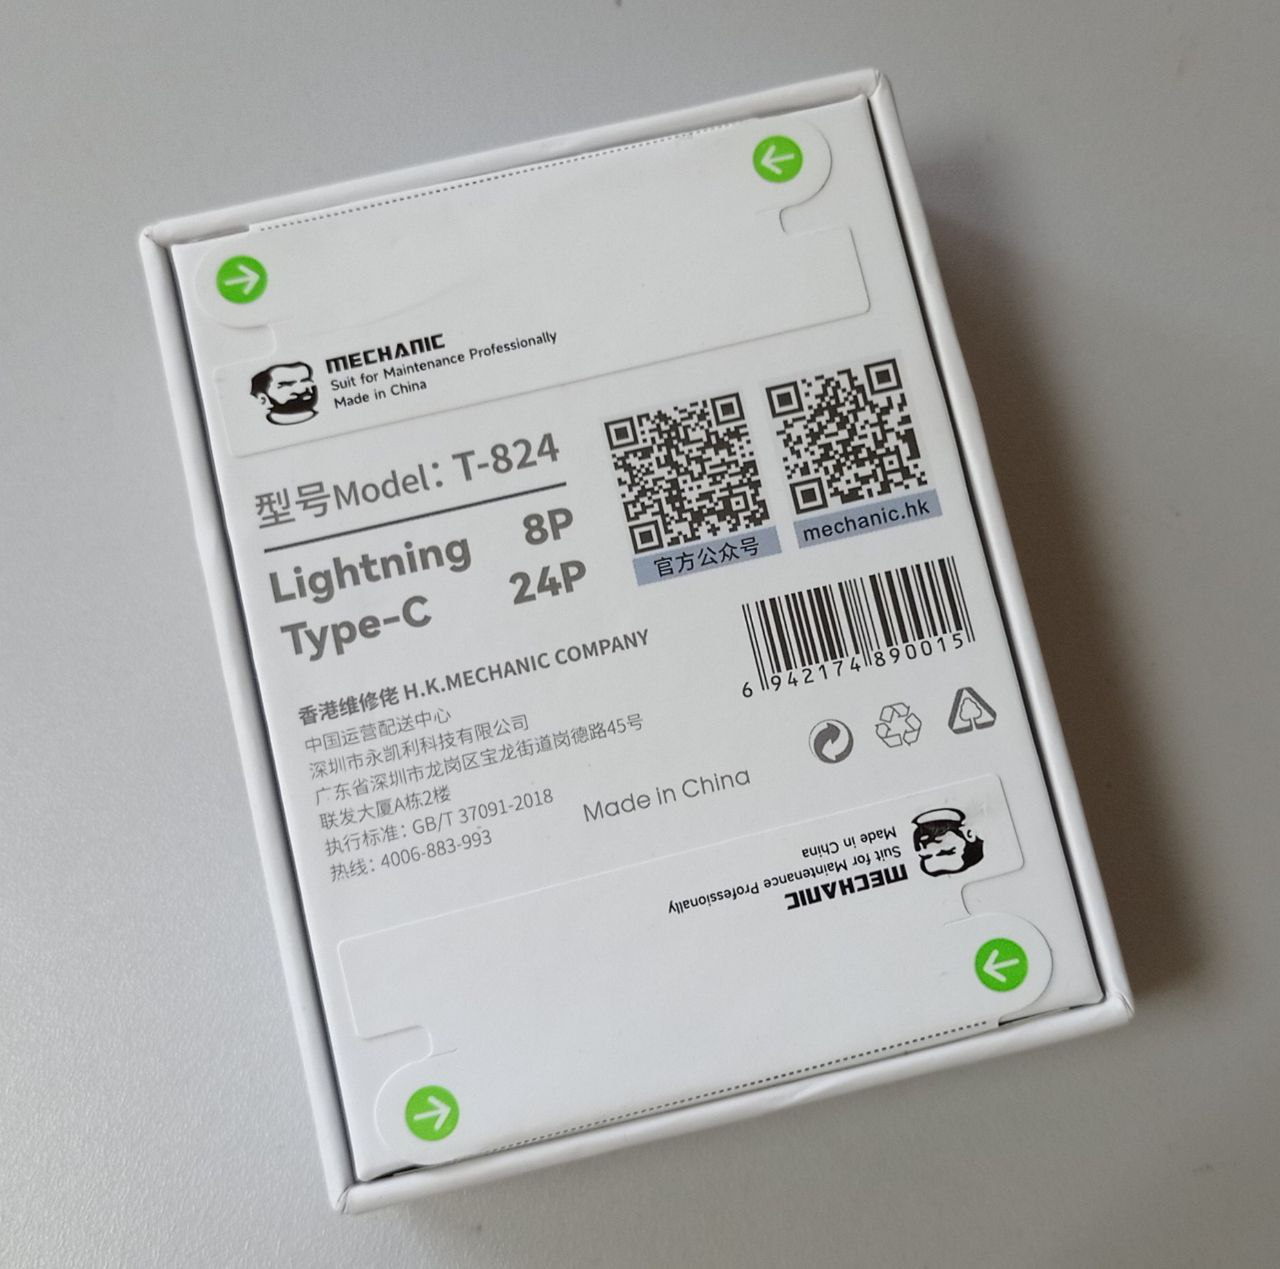 MECHANIC
Suit for Maintenance Professionally
Made in China
型号Model: T-824
Lightning 8P
Type-C 24P
官方公众号
mechanic.hk
6 942174 890015
香港维修佬 H.K.MECHANIC COMPANY
中国运营配送中心
深圳市永凯利科技有限公司
广东省深圳市龙岗区宝龙街道岗德路45号
联发大厦A栋2楼
执行标准: GB/T 37091-2018
热线: 4006-883-993
Made in China
MECHANIC
Suit for Maintenance Professionally
Made in China